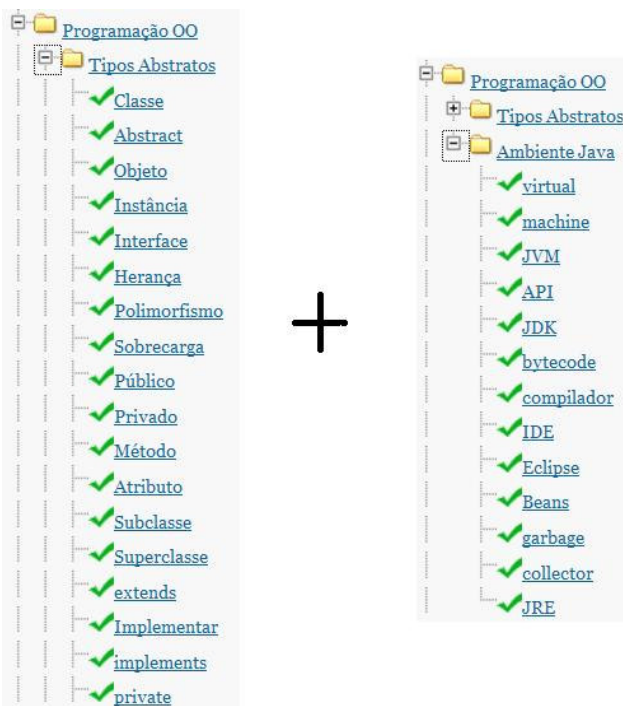 Programação OO
Tipos Abstratos
Classe
Abstract
Objeto
Instância
Interface
Herança
Polimorfismo
Sobrecarga
Público
Privado
Método
Atributo
Subclasse
Superclasse
extends
Implementar
implements
private
+
Programação OO
Tipos Abstratos
Ambiente Java
virtual
machine
JVM
API
JDK
bytecode
compilador
IDE
Eclipse
Beans
garbage
collector
JRE